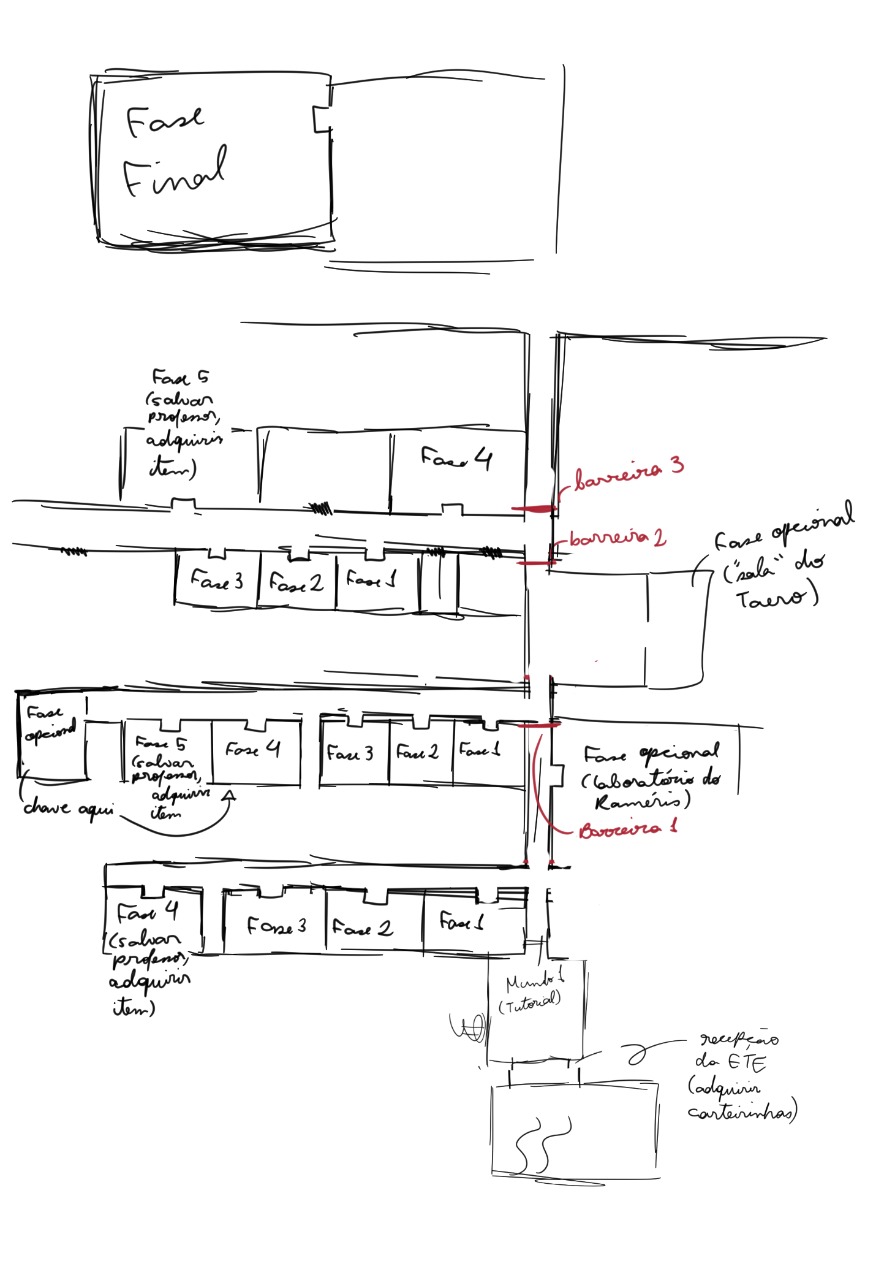 Fase
Final
Fase 5
(salvar
professor,
adquirir
item)
Fase 4
barreira 3
barreira 2
Fase opcional
("sala" do
Taero)
Fase 3
Fase 2
Fase 1
Fase
opcional
chave aqui
Fase 5
(salvar
professor,
adquirir
item
Fase 4
Fase 3
Fase 2
Fase 1
Fase opcional
(laboratório do
Raméris)
Barreira 1
Fase 4
(salvar
professor,
adquirir
item)
Fase 3
Fase 2
Fase 1
Mundo 1
(Tutorial)
recepção
da ETE
(adquirir
carteirinhas)